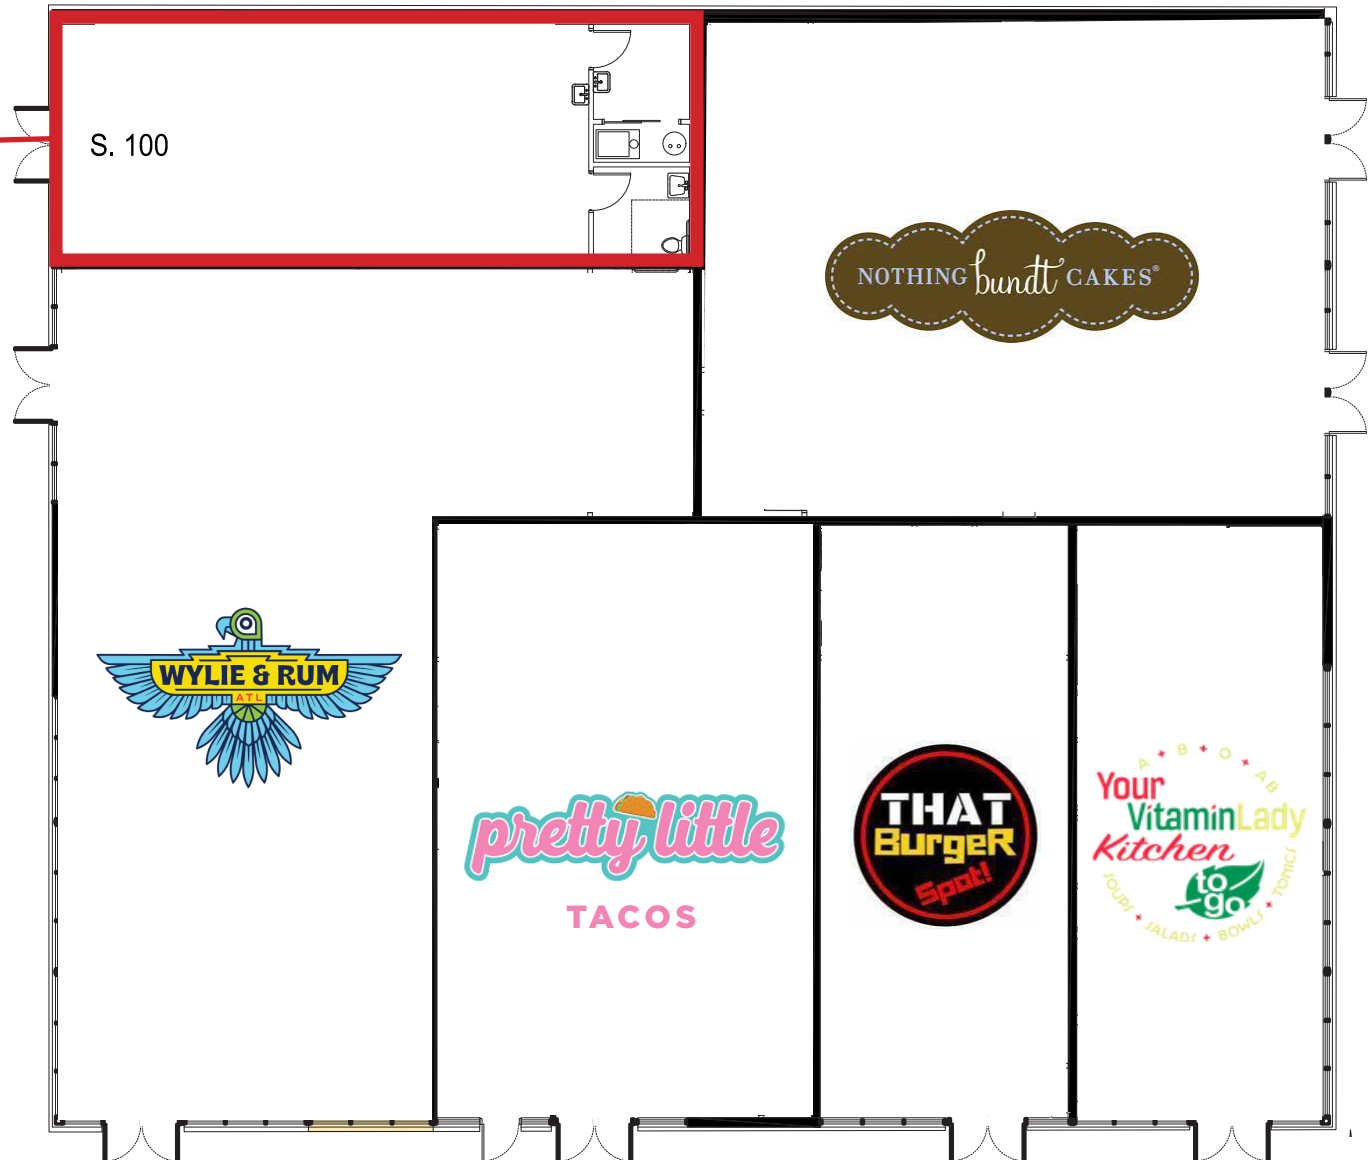 S. 100
NOTHING bundt CAKES®
WYLIE & RUM
ATL
pretty little
TACOS
THAT
BurgeR
Spot!
A + B + O + AB
Your
VitaminLady
Kitchen
to
go
SOUPS + SALADS + BOWLS + TONICS